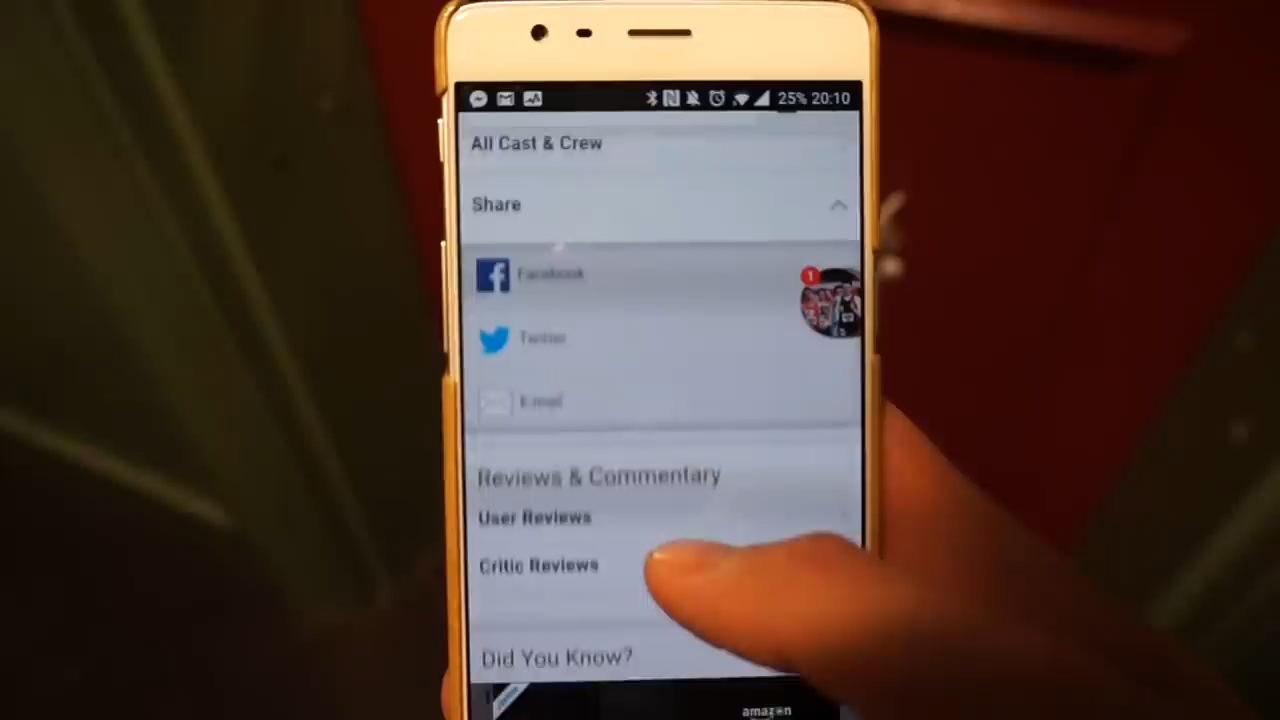 25% 20:10
All Cast & Crew
Share
Facebook
1
Twitter
E-mail
Reviews & Commentary
User Reviews
Critic Reviews
Did You Know?
amazon